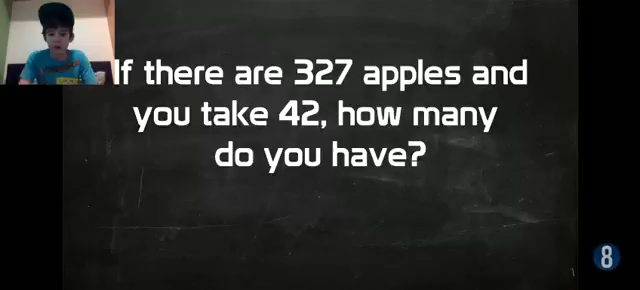 If there are 327 apples and
you take 42, how many
do you have?
8